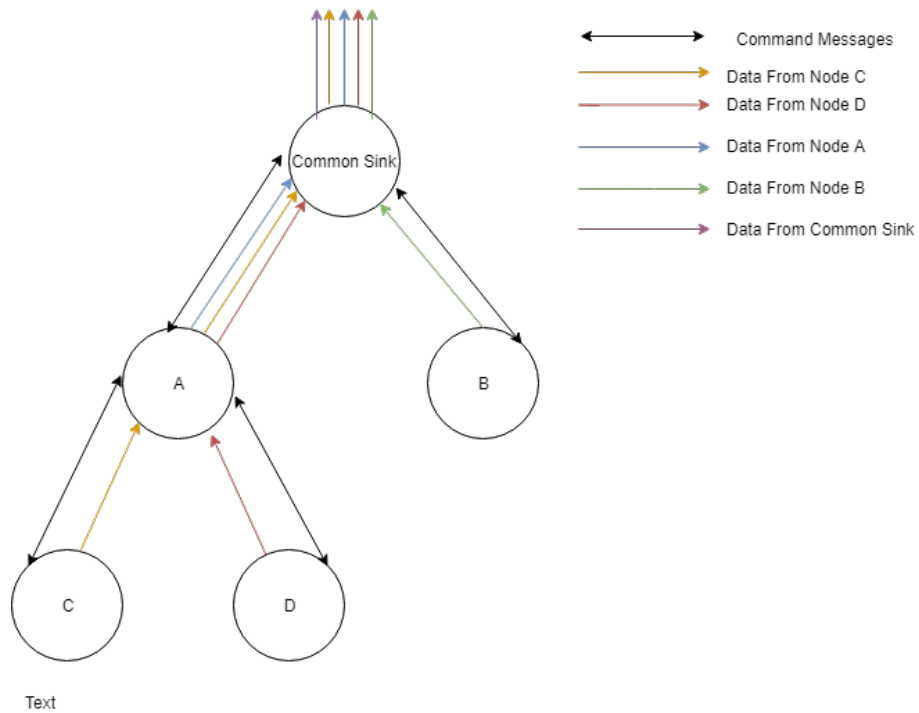 Command Messages
Data From Node C
Data From Node D
Common Sink
Data From Node A
Data From Node B
Data From Common Sink
A
B
C
D
Text